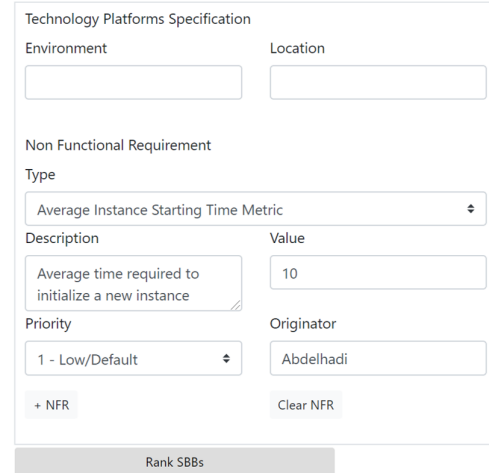 Technology Platforms Specification
Environment Location
Non Functional Requirement
Type
Average Instance Starting Time Metric
Description Value
Average time required to
initialize a new instance
10
Priority Originator
1 - Low/Default Abdelhadi
+ NFR Clear NFR
Rank SBBs